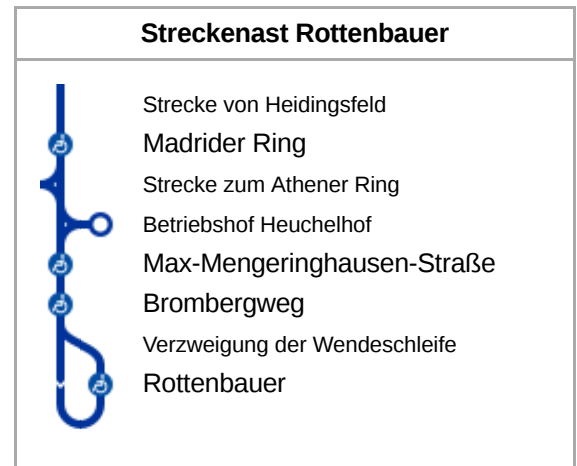 Streckenast Rottenbauer
Strecke von Heidingsfeld
Madrider Ring
Strecke zum Athener Ring
Betriebshof Heuchelhof
Max-Mengeringhausen-Straße
Brombergweg
Verzweigung der Wendeschleife
Rottenbauer